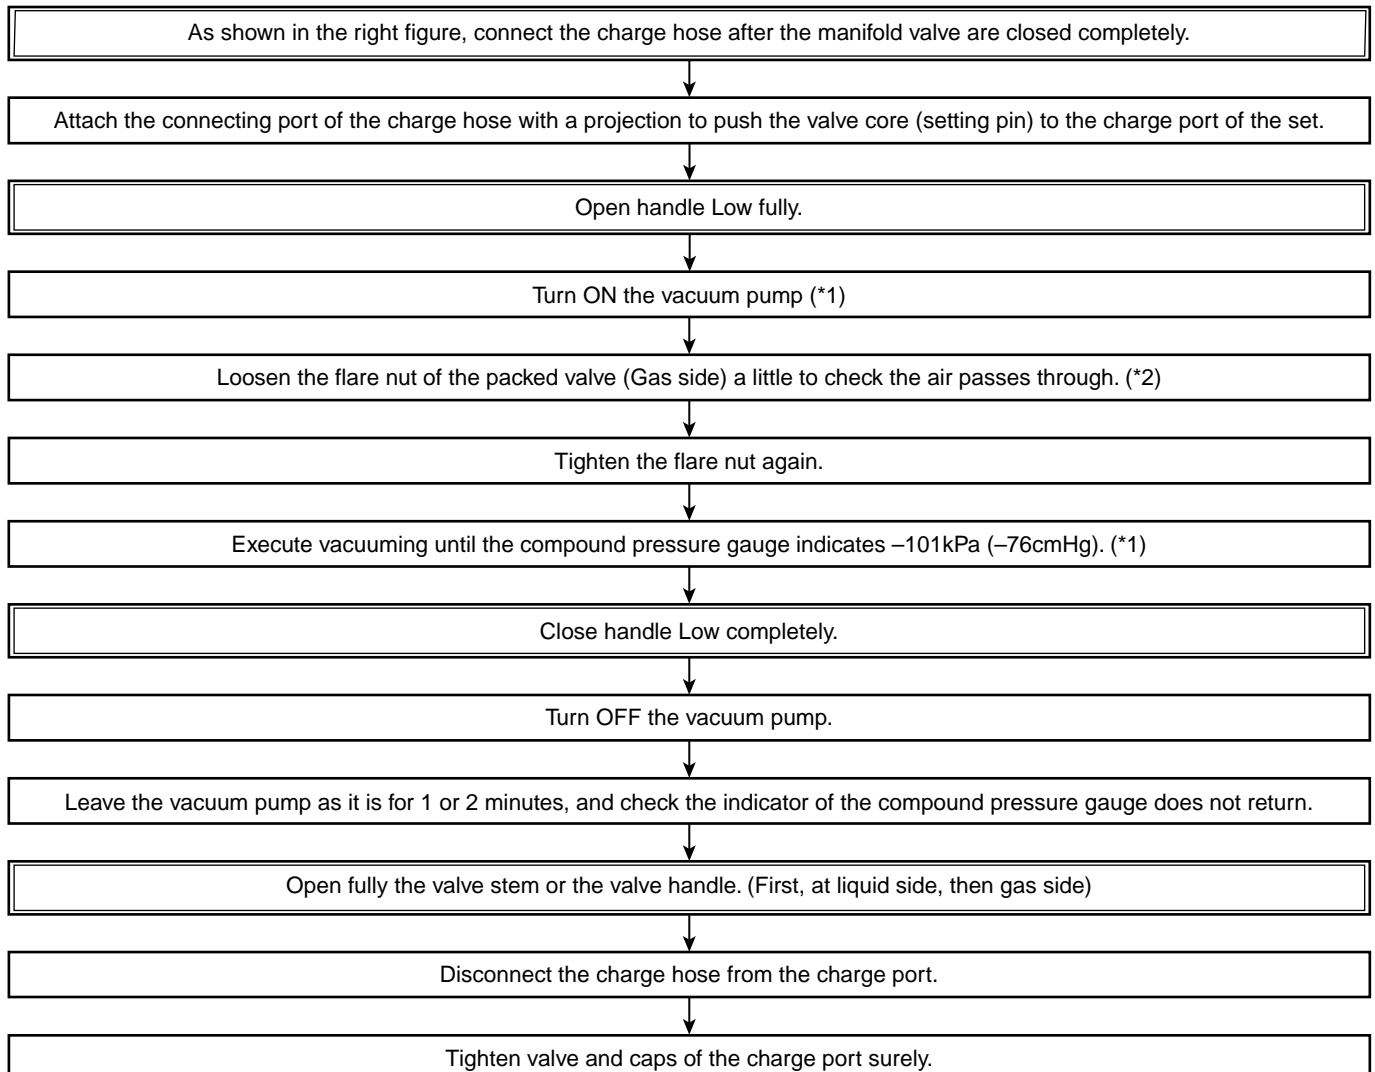 As shown in the right figure, connect the charge hose after the manifold valve are closed completely.
Attach the connecting port of the charge hose with a projection to push the valve core (setting pin) to the charge port of the set.
Open handle Low fully.
Turn ON the vacuum pump (*1)
Loosen the flare nut of the packed valve (Gas side) a little to check the air passes through. (*2)
Tighten the flare nut again.
Execute vacuuming until the compound pressure gauge indicates –101kPa (–76cmHg). (*1)
Close handle Low completely.
Turn OFF the vacuum pump.
Leave the vacuum pump as it is for 1 or 2 minutes, and check the indicator of the compound pressure gauge does not return.
Open fully the valve stem or the valve handle. (First, at liquid side, then gas side)
Disconnect the charge hose from the charge port.
Tighten valve and caps of the charge port surely.